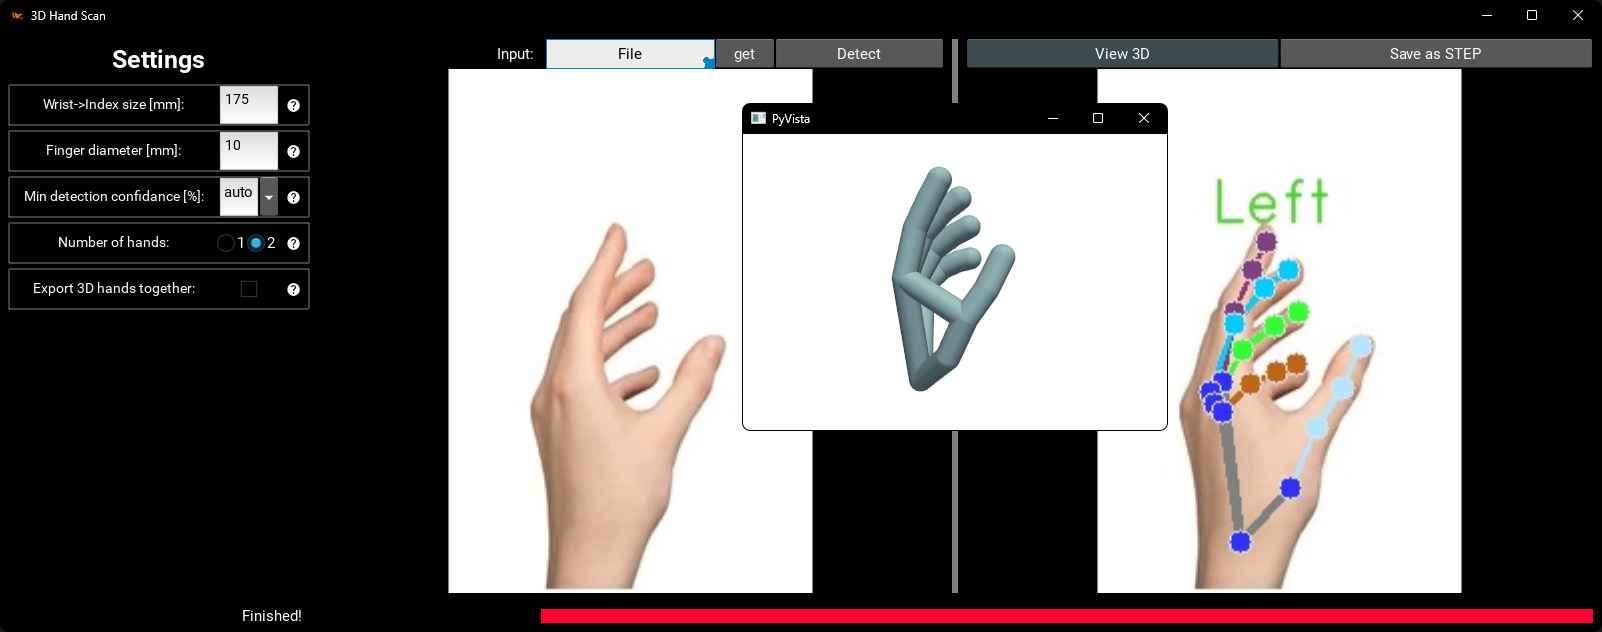 3D Hand Scan
Settings
Wrist->Index size [mm]: 175 ?
Finger diameter [mm]: 10 ?
Min detection confidance [%]: auto ?
Number of hands: 1 2 ?
Export 3D hands together: ?
Input: File get Detect
View 3D Save as STEP
PyVista
Left
Finished!